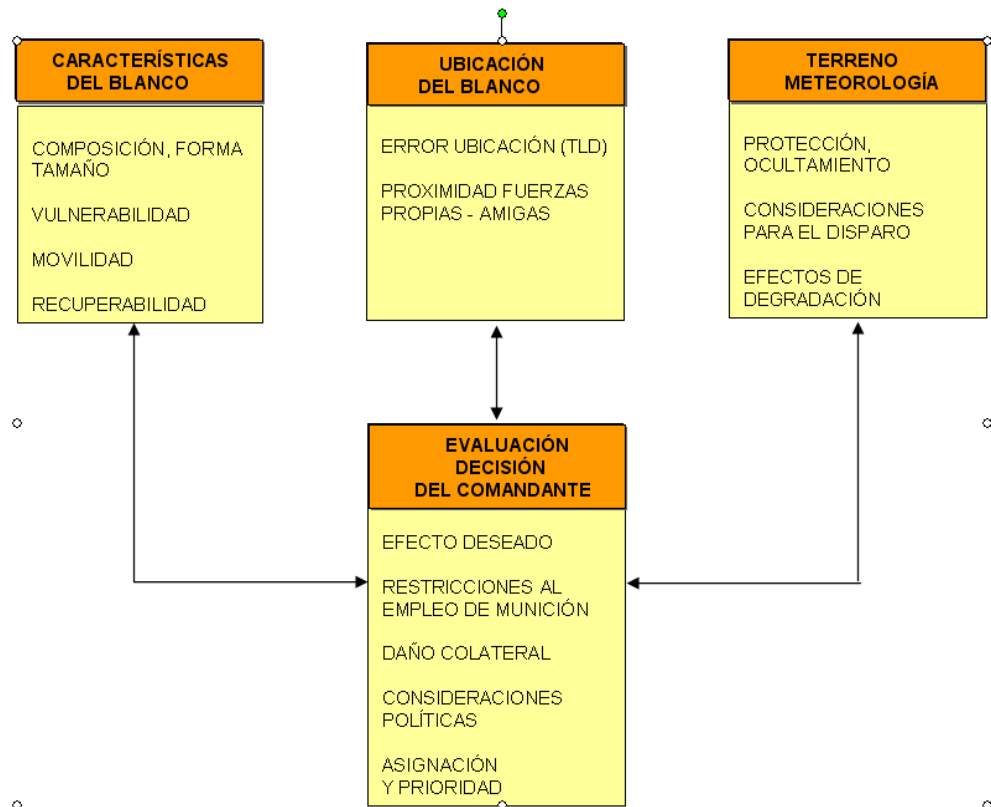 CARACTERÍSTICAS
DEL BLANCO
COMPOSICIÓN, FORMA
TAMAÑO
VULNERABILIDAD
MOVILIDAD
RECUPERABILIDAD
UBICACIÓN
DEL BLANCO
ERROR UBICACIÓN (TLD)
PROXIMIDAD FUERZAS
PROPIAS - AMIGAS
TERRENO
METEOROLOGÍA
PROTECCIÓN,
OCULTAMIENTO
CONSIDERACIONES
PARA EL DISPARO
EFECTOS DE
DEGRADACIÓN
EVALUACIÓN
DECISIÓN
DEL COMANDANTE
EFECTO DESEADO
RESTRICCIONES AL
EMPLEO DE MUNICIÓN
DAÑO COLATERAL
CONSIDERACIONES
POLÍTICAS
ASIGNACIÓN
Y PRIORIDAD